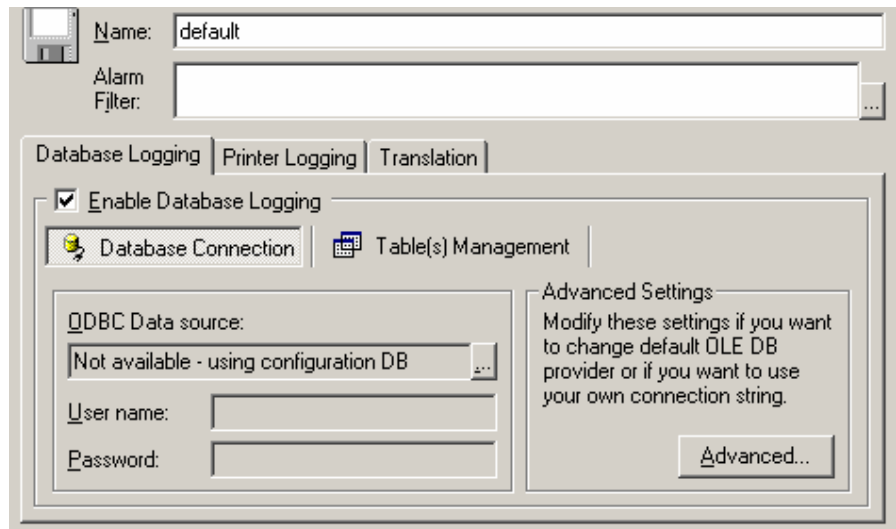 Name: default
Alarm
Filter:
...
Database Logging Printer Logging Translation
Enable Database Logging
Database Connection Table(s) Management
ODBC Data source:
Not available - using configuration DB ...
User name:
Password:
Advanced Settings
Modify these settings if you want
to change default OLE DB
provider or if you want to use
your own connection string.
Advanced...